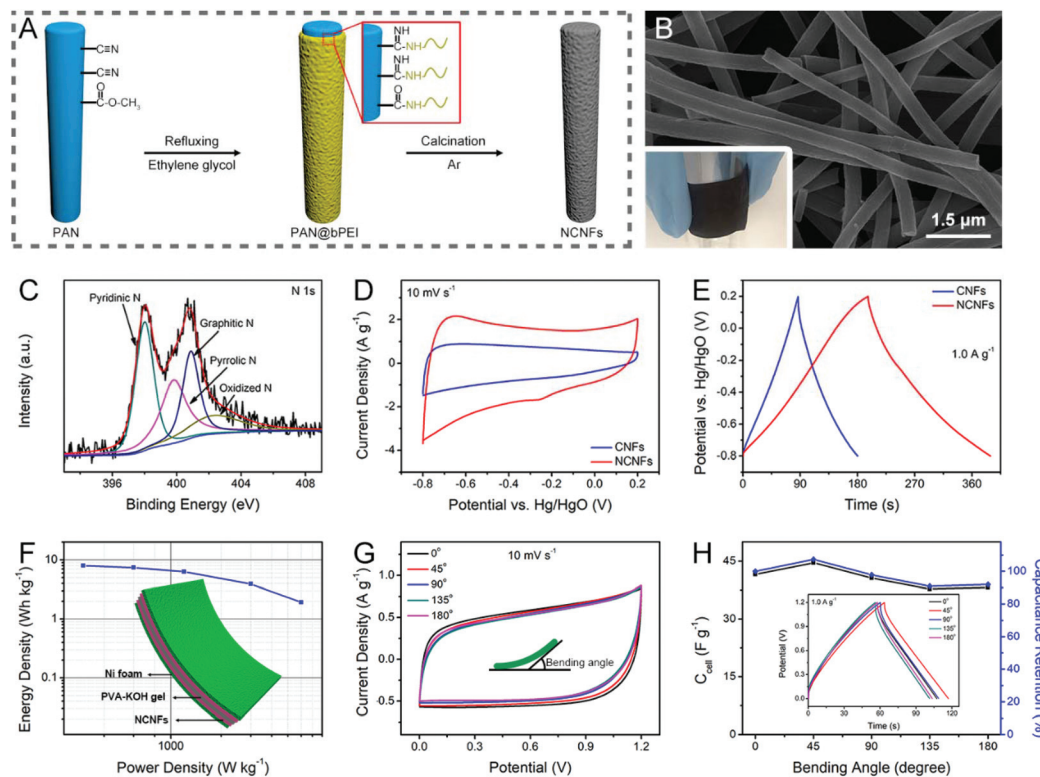 A
C≡N
C≡N
O
C-O-CH₃
PAN
Refluxing
Ethylene glycol
NH
C-NH
NH
C-NH
O
C-NH
PAN@bPEI
Calcination
Ar
NCNFs
B
1.5 μm
C
N 1s
Pyridinic N
Graphitic N
Pyrrolic N
Oxidized N
Intensity (a.u.)
396 400 404 408
Binding Energy (eV)
D
10 mV s⁻¹
Current Density (A g⁻¹)
2
0
-2
-4
CNFs
NCNFs
-0.8 -0.6 -0.4 -0.2 0.0 0.2
Potential vs. Hg/HgO (V)
E
CNFs
NCNFs
1.0 A g⁻¹
Potential vs. Hg/HgO (V)
0.2
0.0
-0.2
-0.4
-0.6
-0.8
0 90 180 270 360
Time (s)
F
Energy Density (Wh kg⁻¹)
10
1
0.1
Ni foam
PVA-KOH gel
NCNFs
1000
Power Density (W kg⁻¹)
G
10 mV s⁻¹
0°
45°
90°
135°
180°
Bending angle
Current Density (A g⁻¹)
1.0
0.5
0.0
-0.5
0.0 0.3 0.6 0.9 1.2
Potential (V)
H
C_cell (F g⁻¹)
45
30
15
0
1.0 A g⁻¹
0°
45°
90°
135°
180°
Potential (V)
1.2
0.8
0.4
0.0
0 30 60 90 120
Time (s)
100
80
60
40
20
0
Capacitance Retention (%)
0 45 90 135 180
Bending Angle (degree)